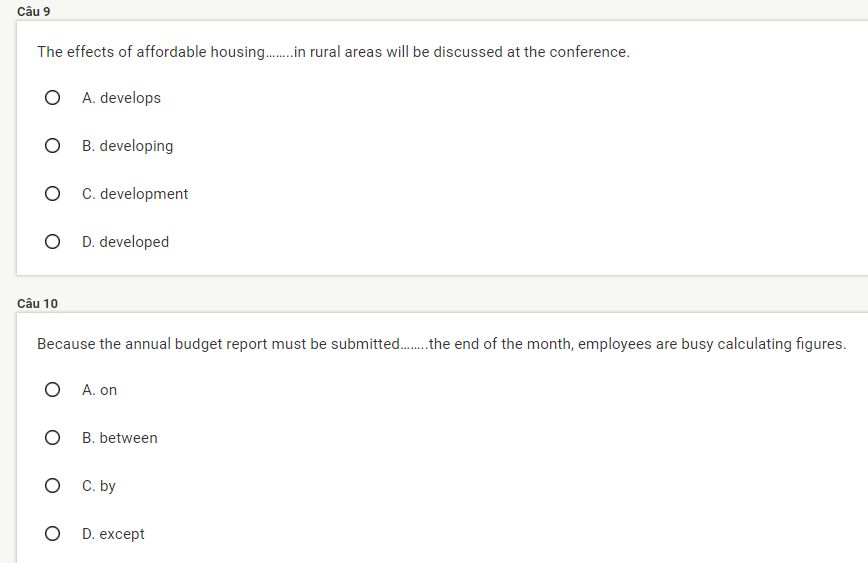 Câu 9
The effects of affordable housing........in rural areas will be discussed at the conference.
A. develops
B. developing
C. development
D. developed
Câu 10
Because the annual budget report must be submitted........the end of the month, employees are busy calculating figures.
A. on
B. between
C. by
D. except